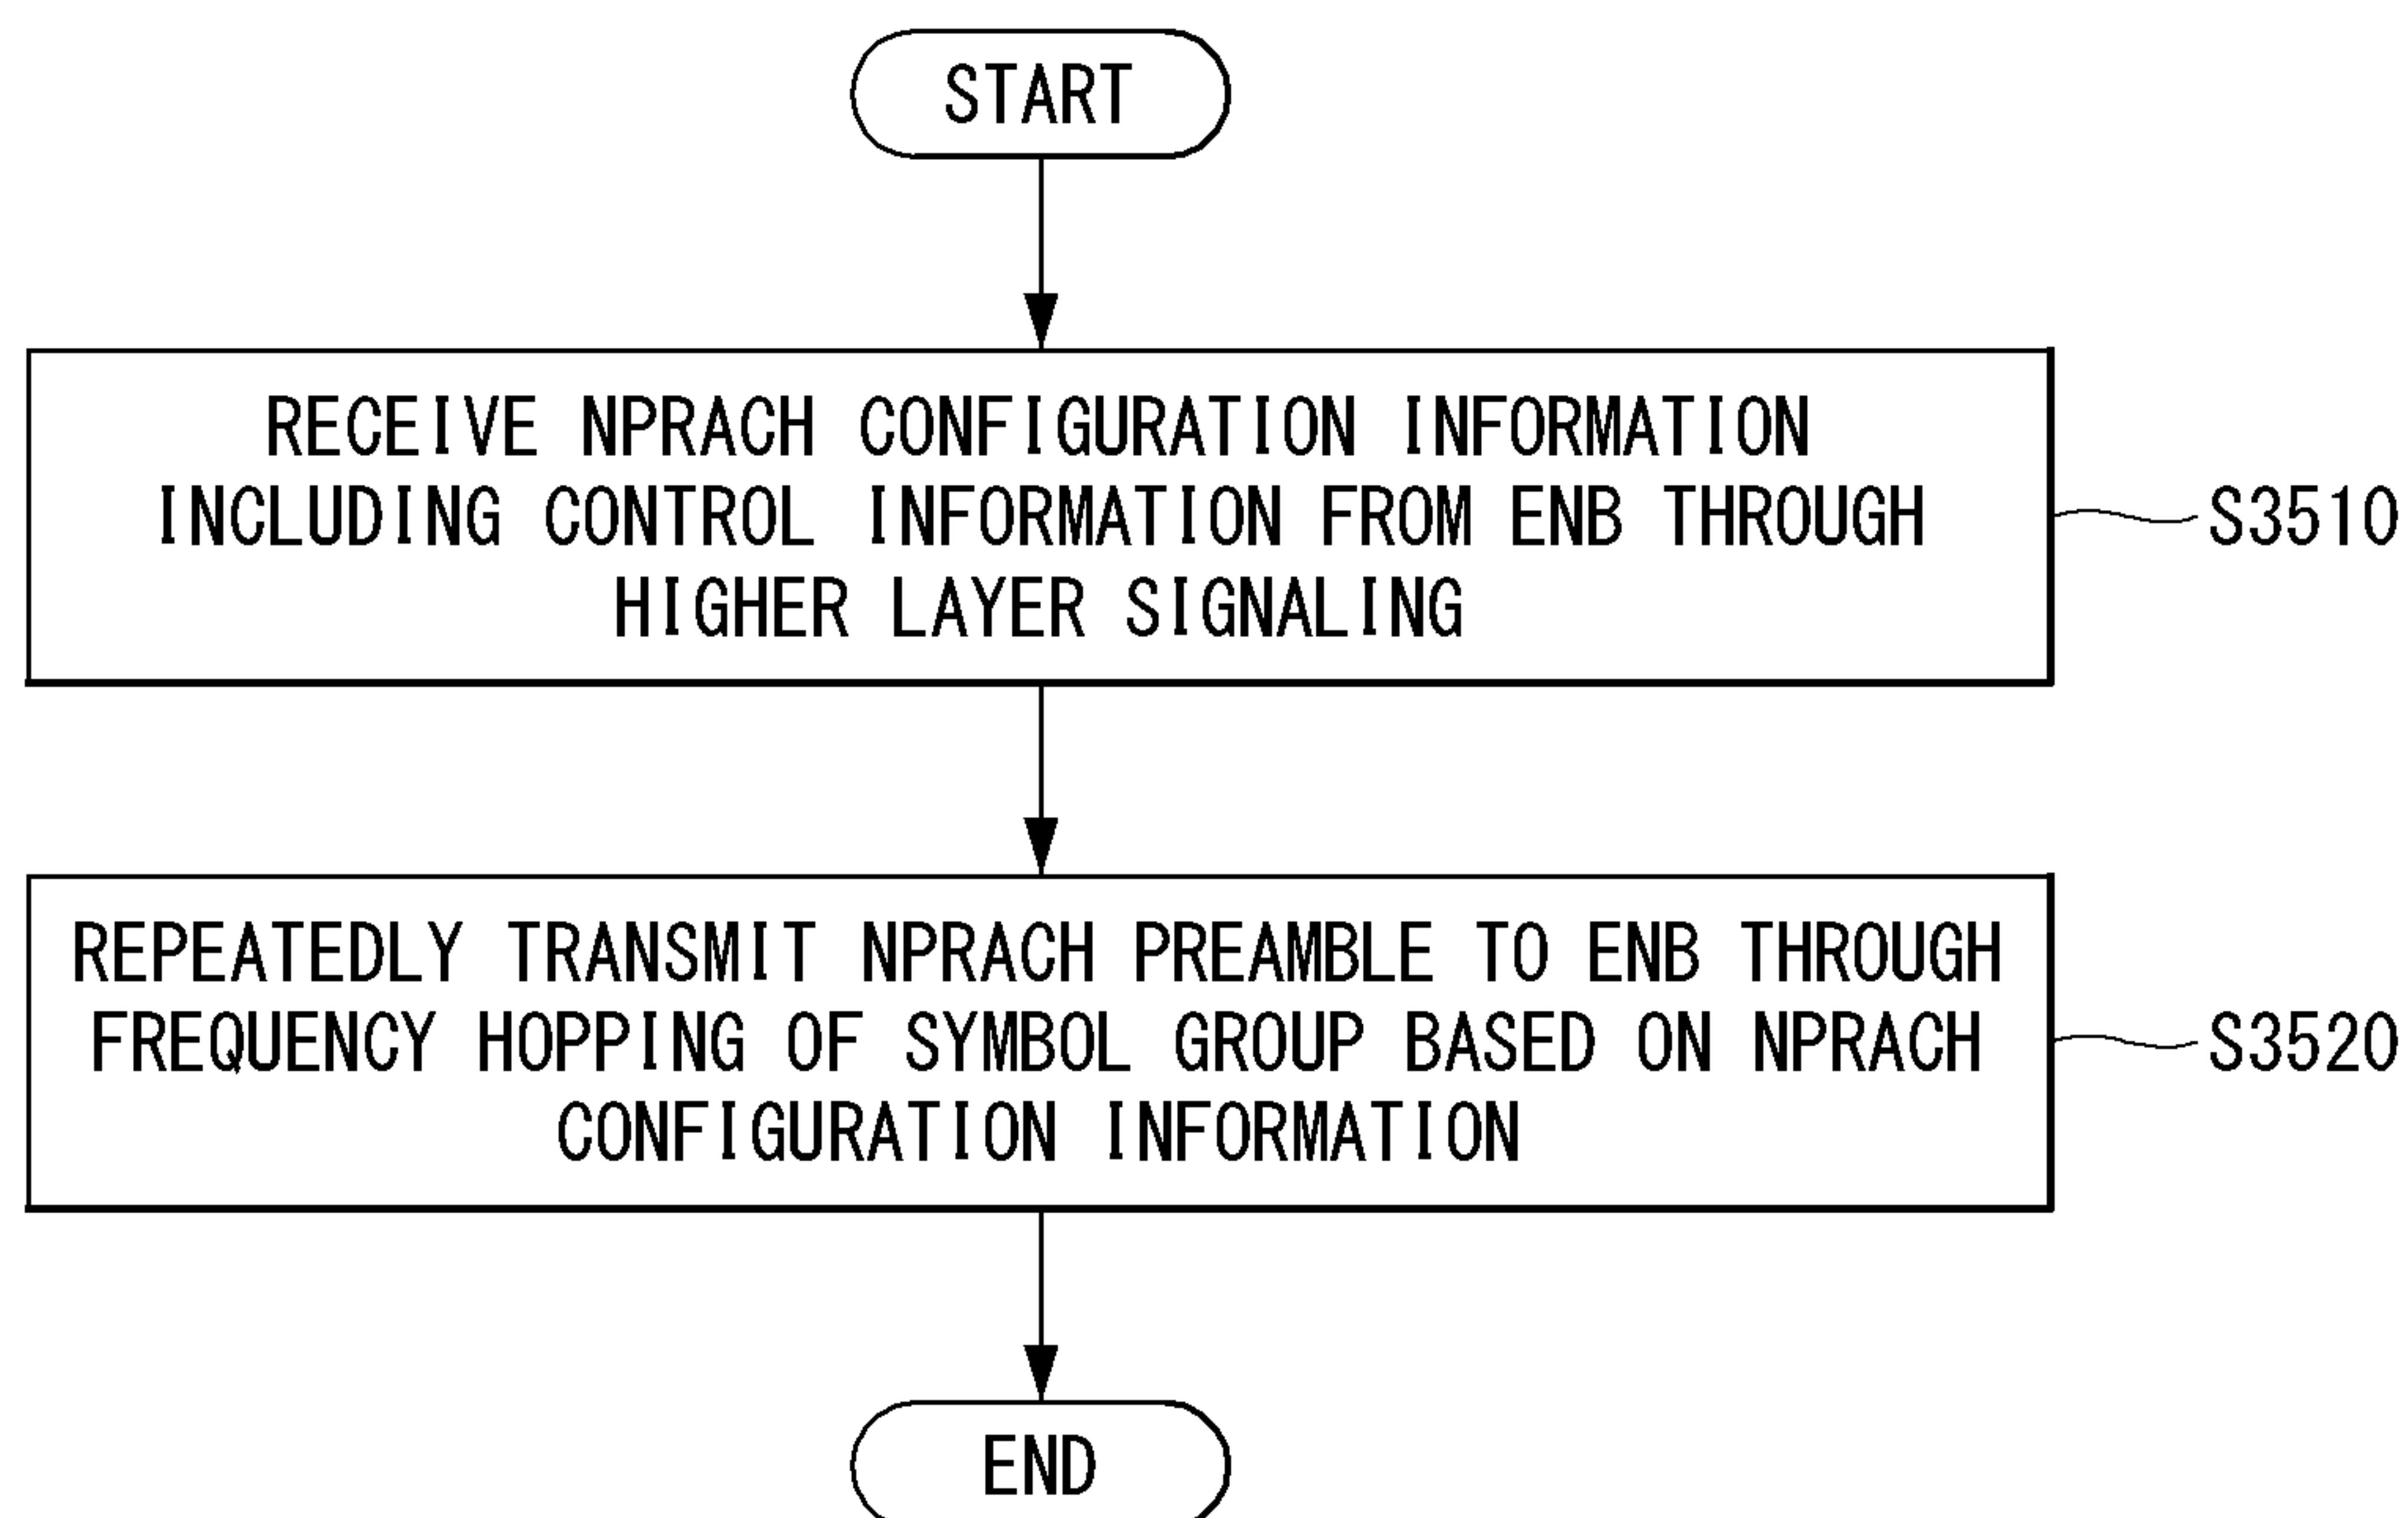 START
RECEIVE NPRACH CONFIGURATION INFORMATION
INCLUDING CONTROL INFORMATION FROM ENB THROUGH
HIGHER LAYER SIGNALING
S3510
REPEATEDLY TRANSMIT NPRACH PREAMBLE TO ENB THROUGH
FREQUENCY HOPPING OF SYMBOL GROUP BASED ON NPRACH
CONFIGURATION INFORMATION
S3520
END